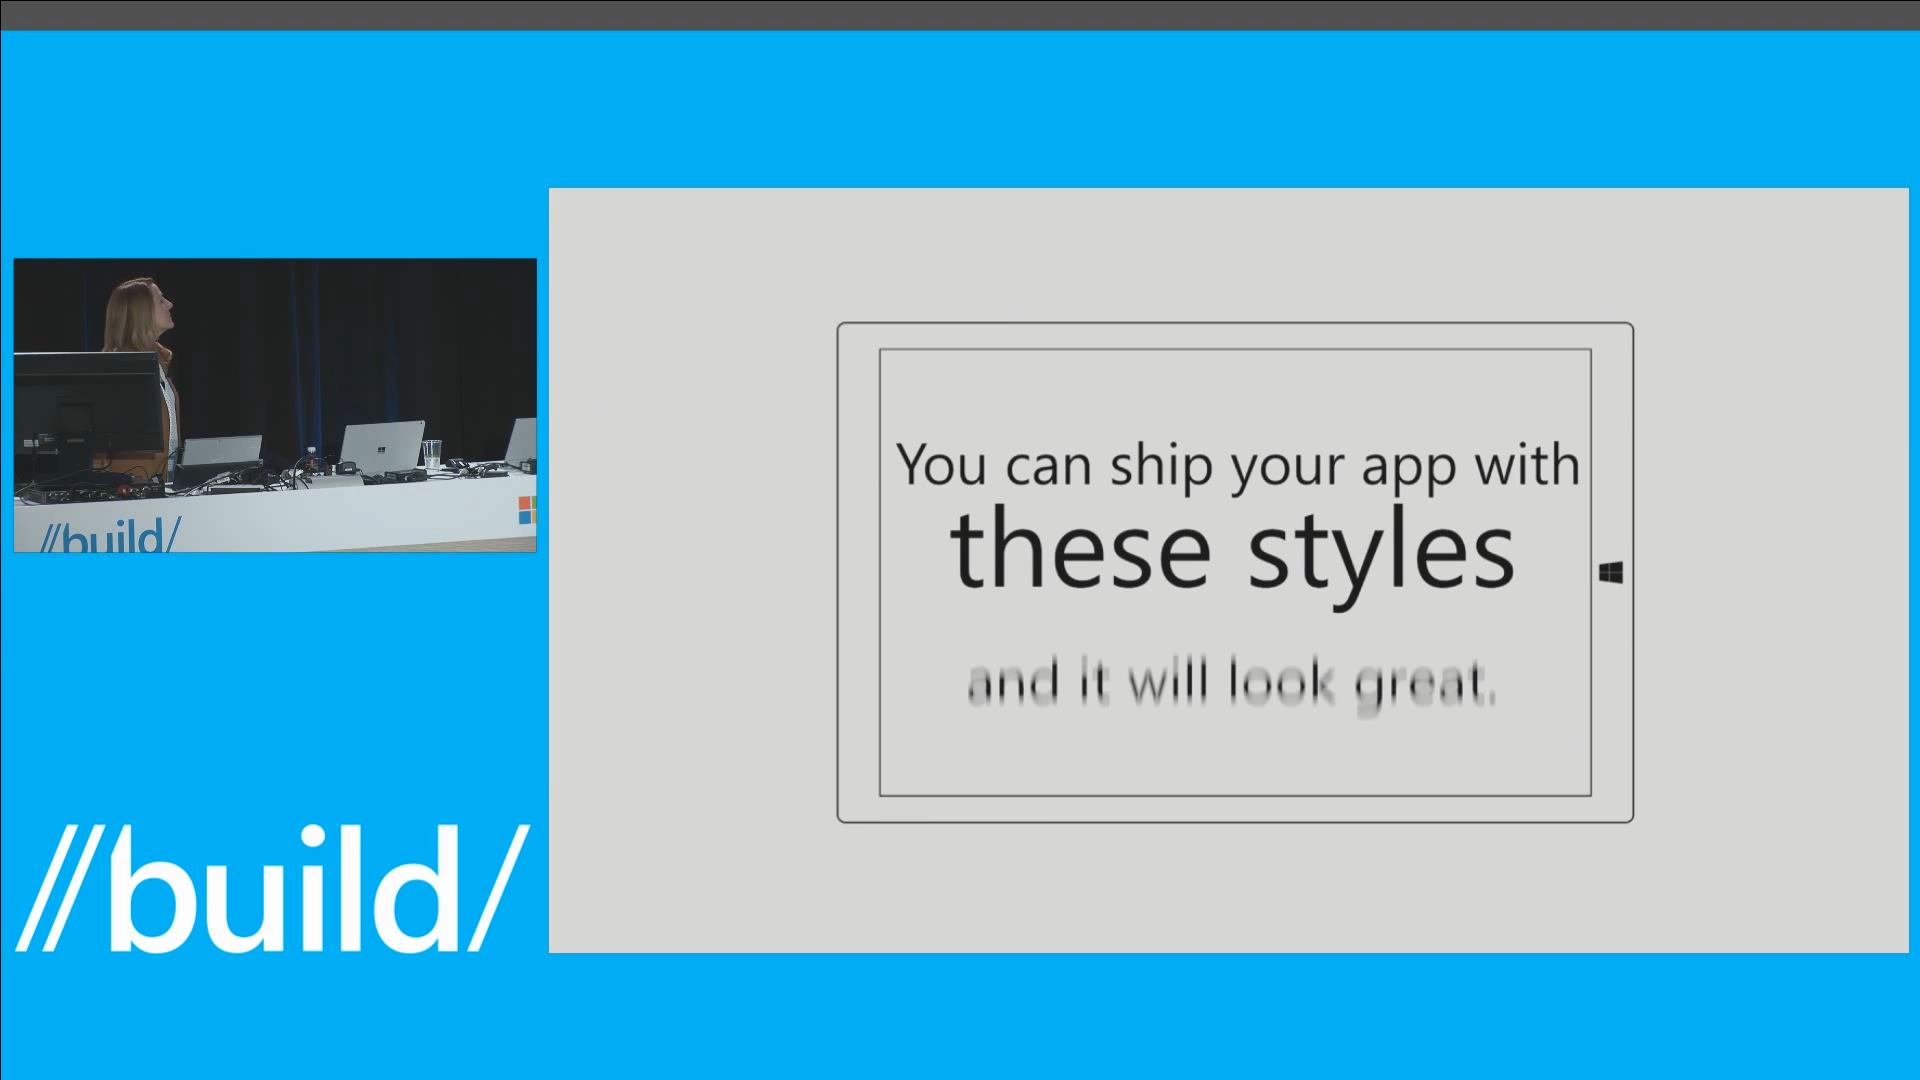 //build/
You can ship your app with
these styles
and it will look great.
//build/